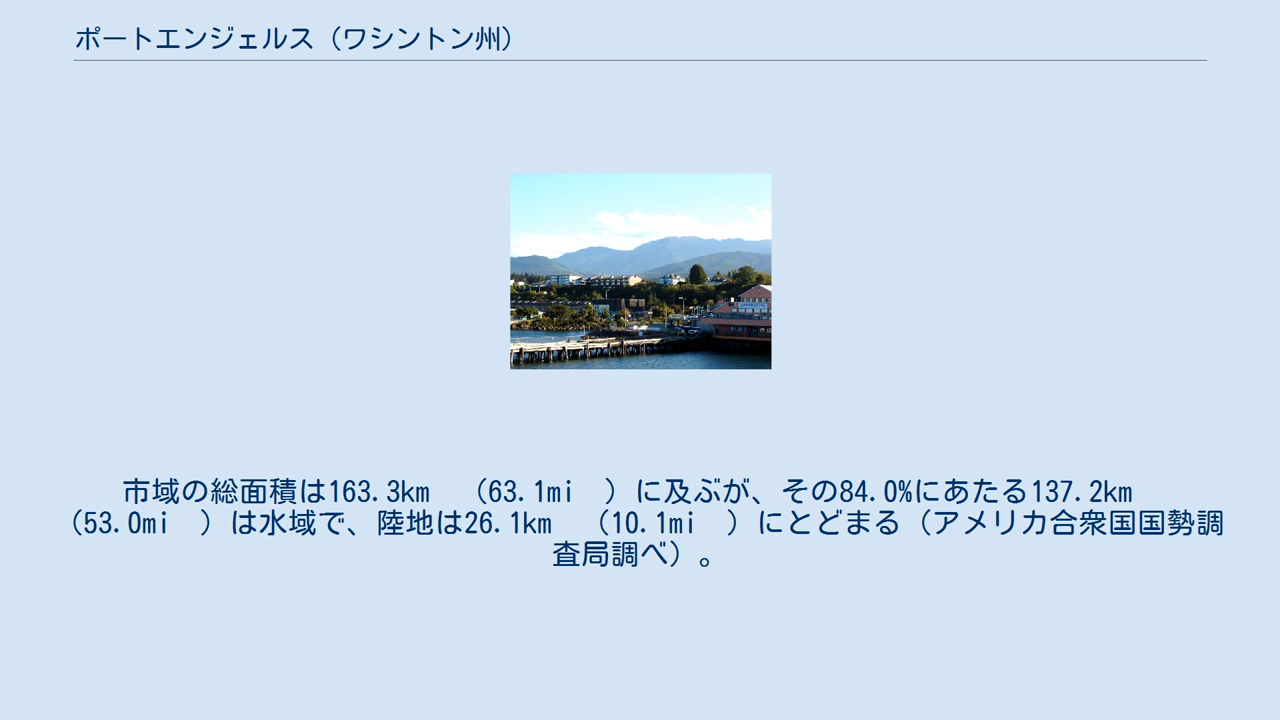 ポートエンジェルス（ワシントン州）
市域の総面積は163.3km　（63.1mi　）に及ぶが、その84.0%にあたる137.2km
（53.0mi　）は水域で、陸地は26.1km　（10.1mi　）にとどまる（アメリカ合衆国国勢調
査局調べ）。